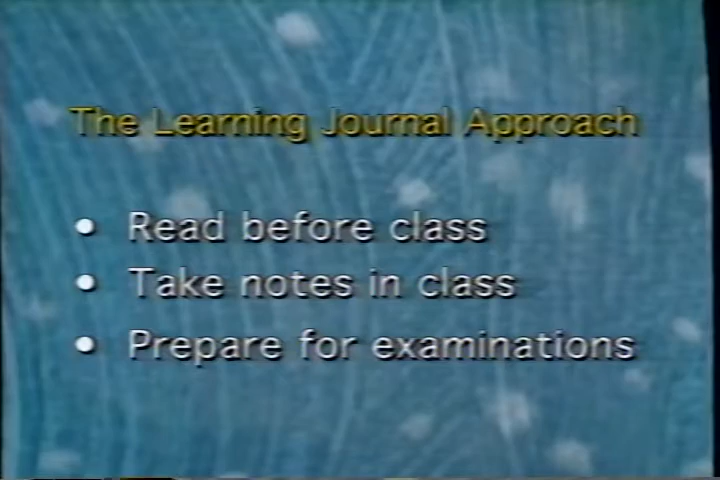 The Learning Journal Approach
• Read before class
• Take notes in class
• Prepare for examinations